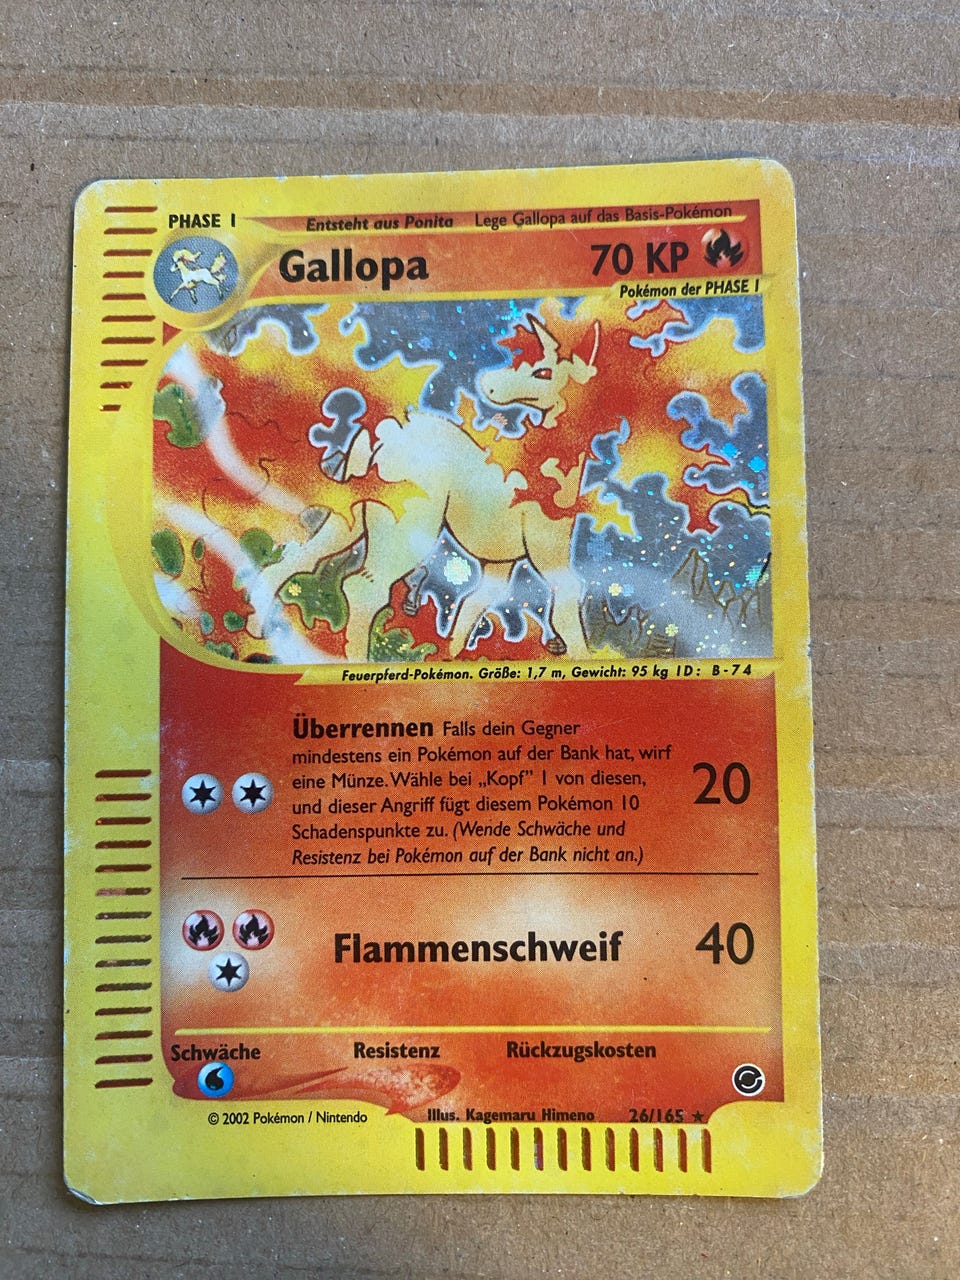 PHASE 1
Entsteht aus Ponita Lege Gallopa auf das Basis-Pokémon
Gallopa 70 KP
Pokémon der PHASE 1
Feuerpferd-Pokémon. Größe: 1,7 m, Gewicht: 95 kg ID: B-74
Überrennen Falls dein Gegner
mindestens ein Pokémon auf der Bank hat, wirf
eine Münze. Wähle bei „Kopf” 1 von diesen,
und dieser Angriff fügt diesem Pokémon 10
Schadenspunkte zu. (Wende Schwäche und
Resistenz bei Pokémon auf der Bank nicht an.)
20
Flammenschweif 40
Schwäche Resistenz Rückzugskosten
© 2002 Pokémon / Nintendo Illus. Kagemaru Himeno 26/165 ★